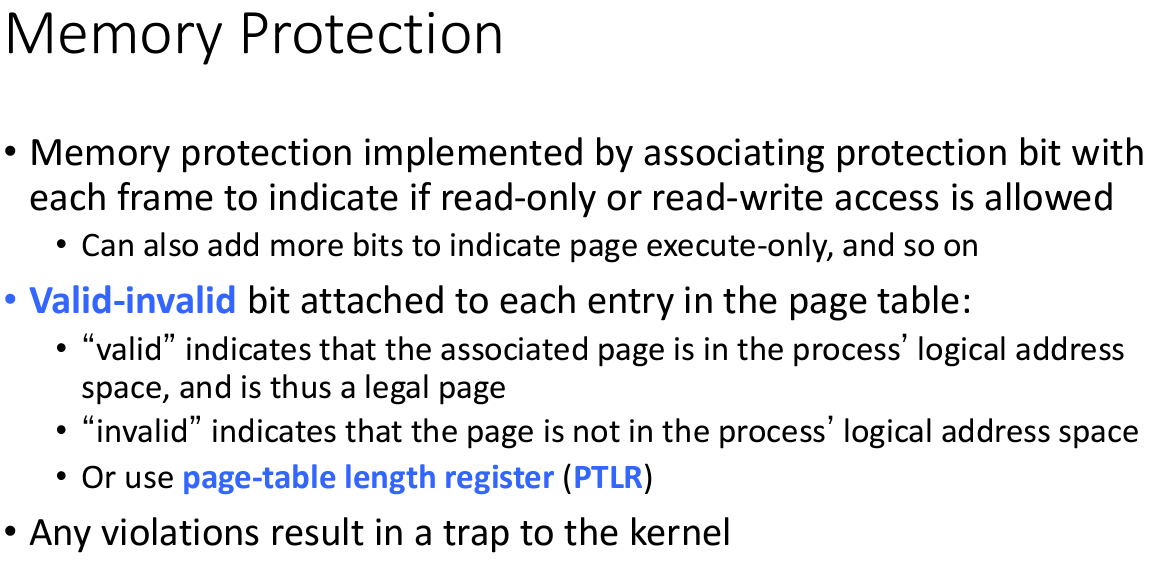 Memory Protection
• Memory protection implemented by associating protection bit with
each frame to indicate if read-only or read-write access is allowed
• Can also add more bits to indicate page execute-only, and so on
• Valid-invalid bit attached to each entry in the page table:
• “valid” indicates that the associated page is in the process’ logical address
space, and is thus a legal page
• “invalid” indicates that the page is not in the process’ logical address space
• Or use page-table length register (PTLR)
• Any violations result in a trap to the kernel